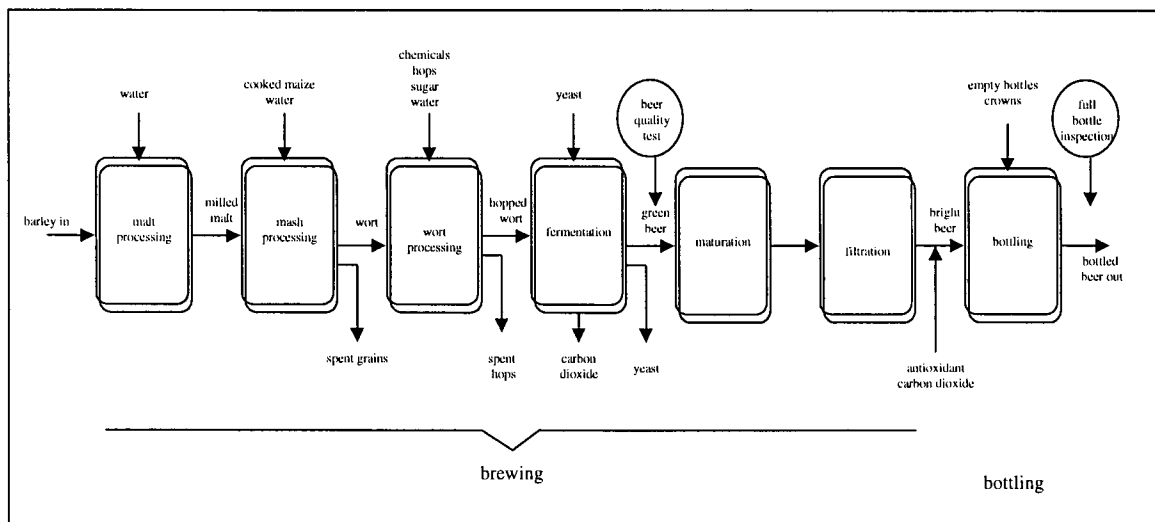 water
cooked maize
water
chemicals
hops
sugar
water
yeast
beer
quality
test
empty bottles
crowns
full
bottle
inspection
barley in
malt
processing
milled
malt
mash
processing
wort
wort
processing
hopped
wort
fermentation
green
beer
maturation
filtration
bright
beer
bottling
bottled
beer out
spent grains
spent
hops
carbon
dioxide
yeast
antioxidant
carbon dioxide
brewing
bottling